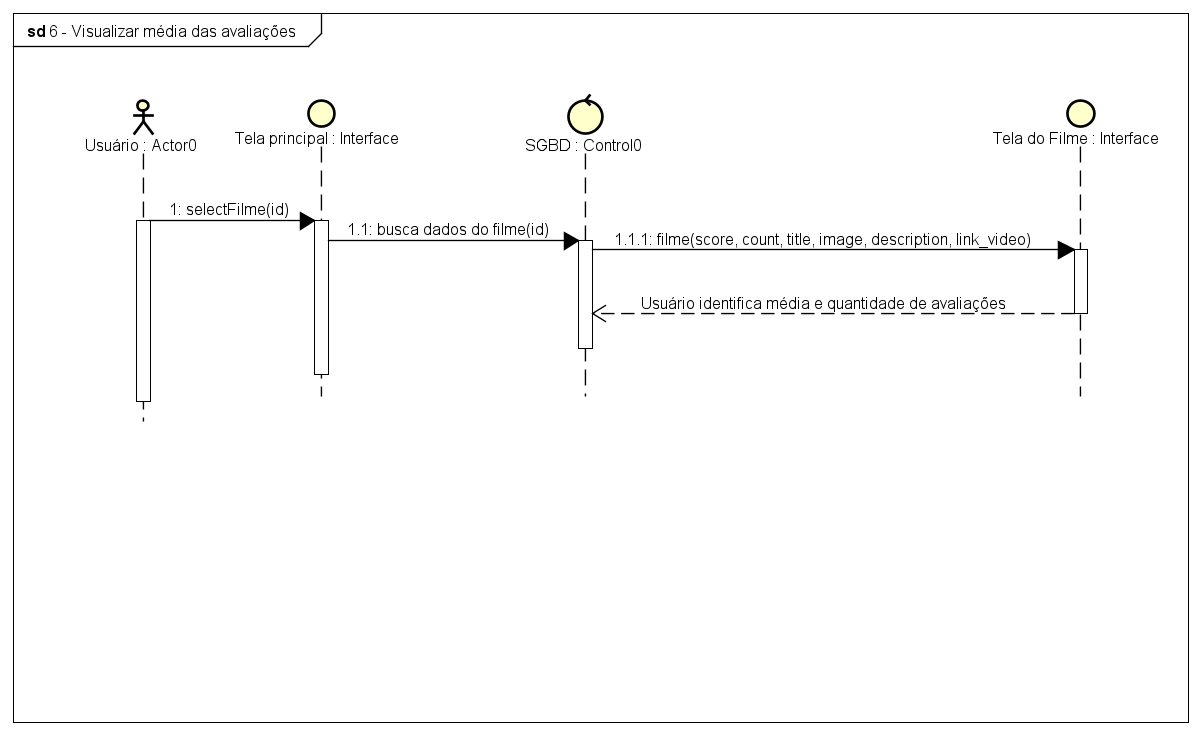 sd 6 - Visualizar média das avaliações
Usuário : Actor0
Tela principal : Interface
SGBD : Control0
Tela do Filme : Interface
1: selectFilme(id)
1.1: busca dados do filme(id)
1.1.1: filme(score, count, title, image, description, link_video)
Usuário identifica média e quantidade de avaliações